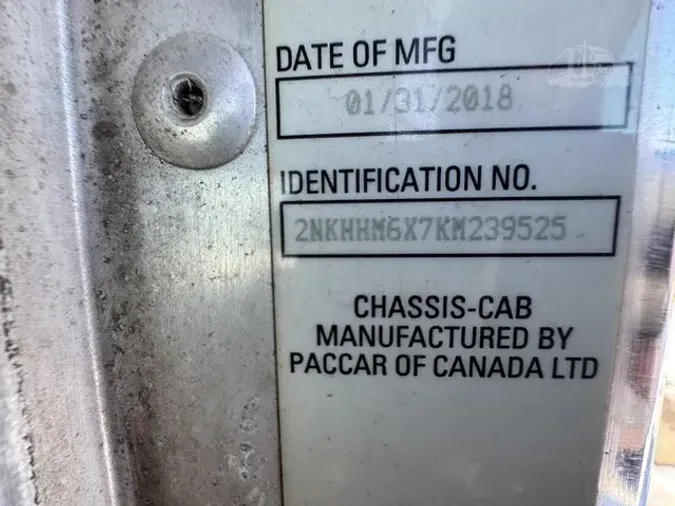 DATE OF MFG
01/31/2018
IDENTIFICATION NO.
2NKHHM6X7KM239525
CHASSIS-CAB
MANUFACTURED BY
PACCAR OF CANADA LTD